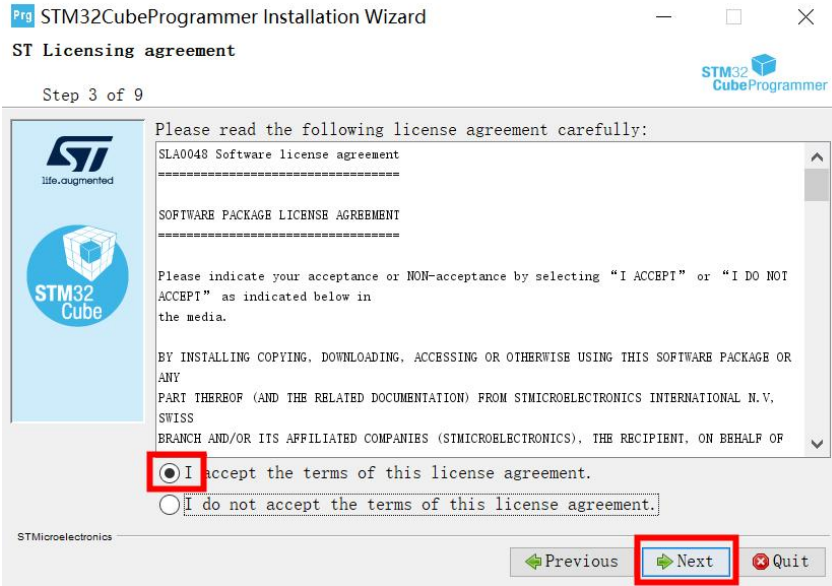 Prg STM32CubeProgrammer Installation Wizard
ST Licensing agreement
Step 3 of 9
STM32
CubeProgrammer
life.augmented
STM32
Cube
Please read the following license agreement carefully:
SLA0048 Software license agreement
==================================
SOFTWARE PACKAGE LICENSE AGREEMENT
==================================
Please indicate your acceptance or NON-acceptance by selecting “I ACCEPT” or “I DO NOT
ACCEPT” as indicated below in
the media.
BY INSTALLING COPYING, DOWNLOADING, ACCESSING OR OTHERWISE USING THIS SOFTWARE PACKAGE OR
ANY
PART THEREOF (AND THE RELATED DOCUMENTATION) FROM STMICROELECTRONICS INTERNATIONAL N.V,
SWISS
BRANCH AND/OR ITS AFFILIATED COMPANIES (STMICROELECTRONICS), THE RECIPIENT, ON BEHALF OF
I accept the terms of this license agreement.
I do not accept the terms of this license agreement.
STMicroelectronics
Previous
Next
Quit